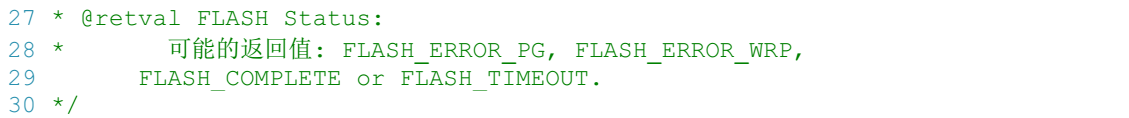 27 * @retval FLASH Status:
28 * 可能的返回值: FLASH_ERROR_PG, FLASH_ERROR_WRP,
29 FLASH_COMPLETE or FLASH_TIMEOUT.
30 */